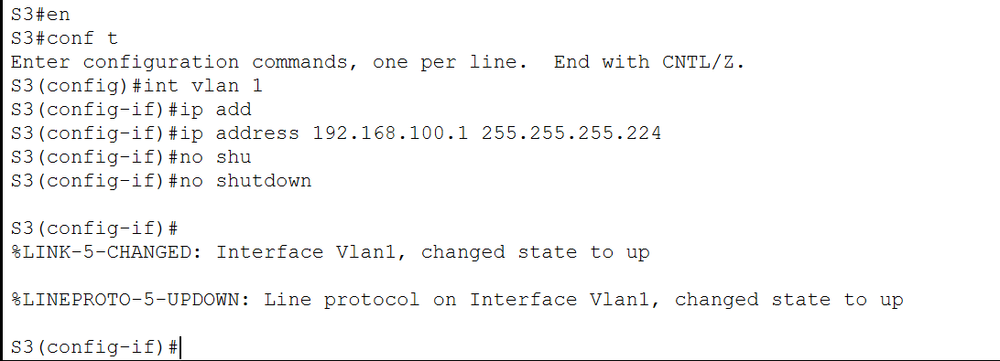 S3#en
S3#conf t
Enter configuration commands, one per line.  End with CNTL/Z.
S3(config)#int vlan 1
S3(config-if)#ip add
S3(config-if)#ip address 192.168.100.1 255.255.255.224
S3(config-if)#no shu
S3(config-if)#no shutdown
S3(config-if)#
%LINK-5-CHANGED: Interface Vlan1, changed state to up
%LINEPROTO-5-UPDOWN: Line protocol on Interface Vlan1, changed state to up
S3(config-if)#